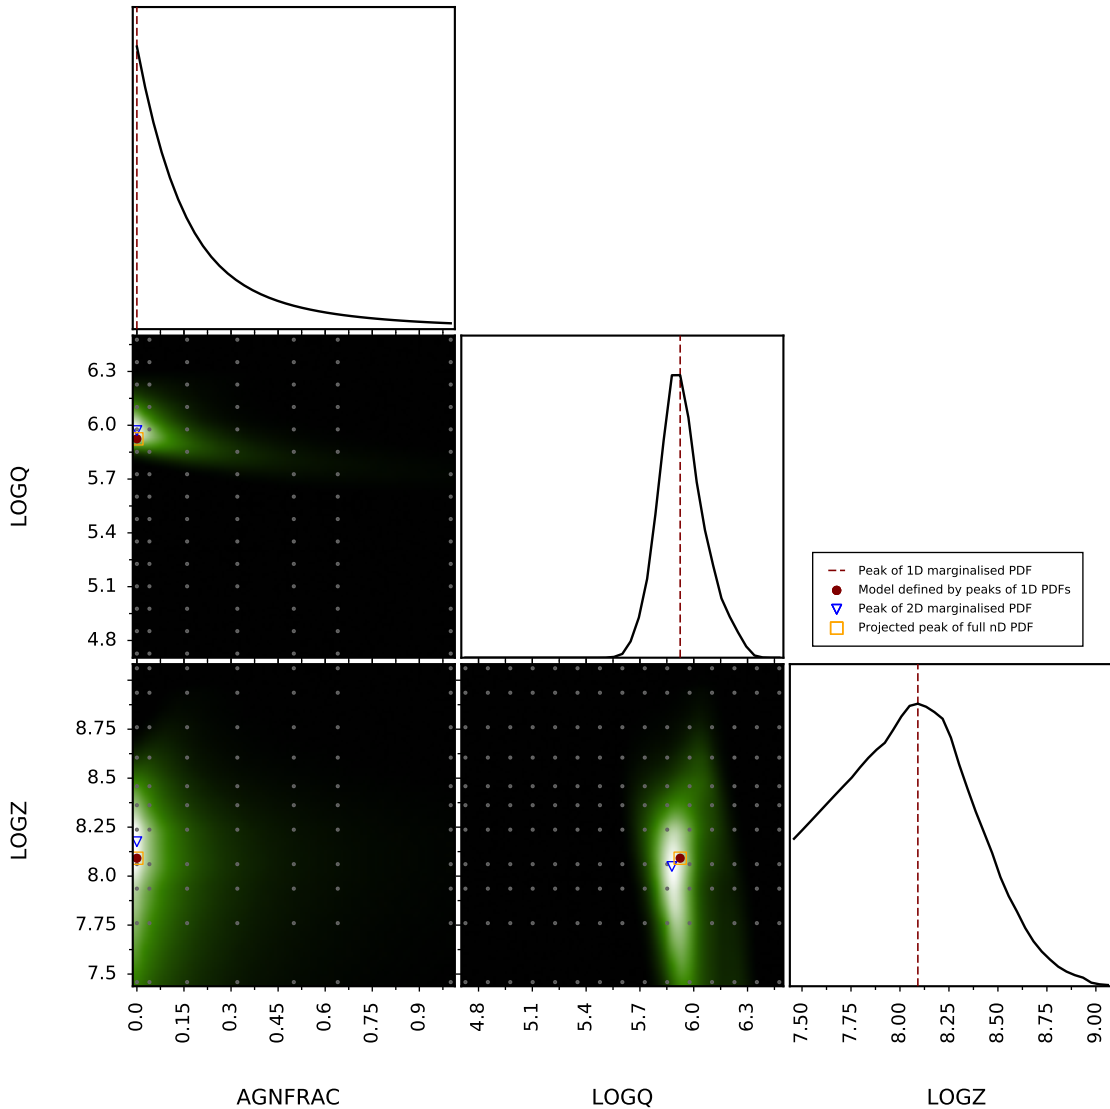 6.3
6.0
5.7
5.4
5.1
4.8
LOGQ
Peak of 1D marginalised PDF
Model defined by peaks of 1D PDFs
Peak of 2D marginalised PDF
Projected peak of full nD PDF
8.75
8.5
8.25
8.0
7.75
7.5
LOGZ
0.0 0.15 0.3 0.45 0.6 0.75 0.9
4.8 5.1 5.4 5.7 6.0 6.3
7.50 7.75 8.00 8.25 8.50 8.75 9.00
AGNFRAC LOGQ LOGZ